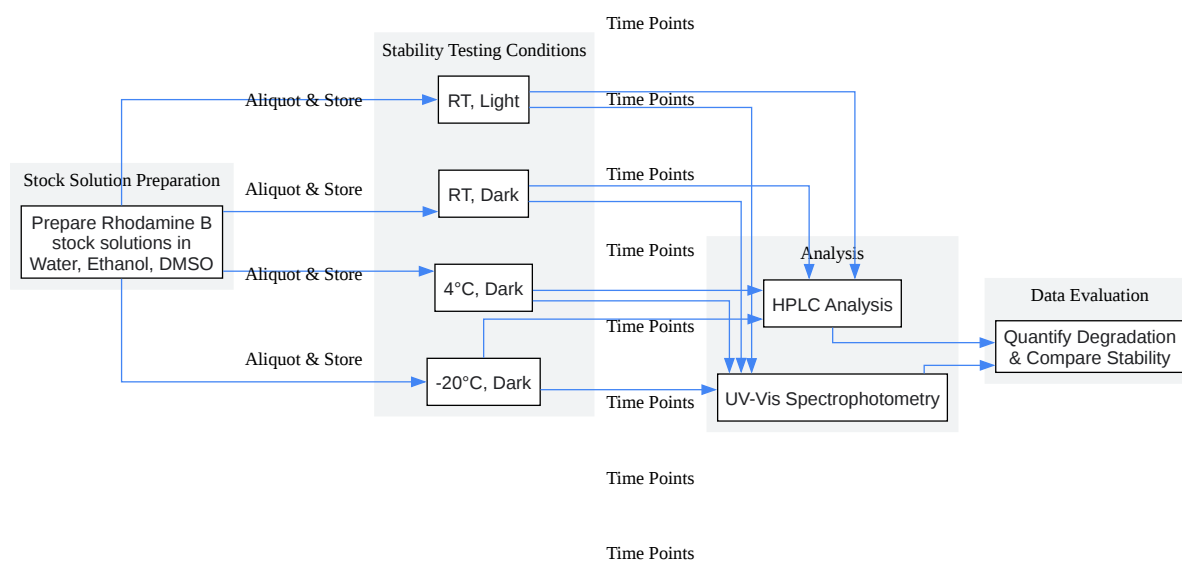 Time Points
Stability Testing Conditions
RT, Light
Aliquot & Store
Time Points
Stock Solution Preparation
Aliquot & Store
RT, Dark
Time Points
Prepare Rhodamine B
stock solutions in
Water, Ethanol, DMSO
Aliquot & Store
4°C, Dark
Time Points
Analysis
HPLC Analysis
Data Evaluation
Quantify Degradation
& Compare Stability
Time Points
Aliquot & Store
-20°C, Dark
Time Points
UV-Vis Spectrophotometry
Time Points
Time Points